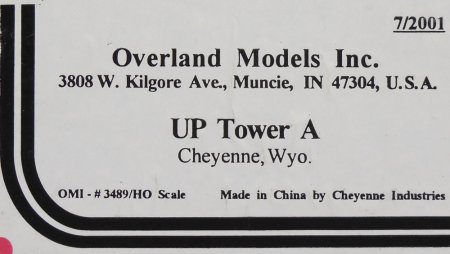 7/2001
Overland Models Inc.
3808 W. Kilgore Ave., Muncie, IN 47304, U.S.A.
UP Tower A
Cheyenne, Wyo.
OMI - # 3489/HO Scale Made in China by Cheyenne Industries